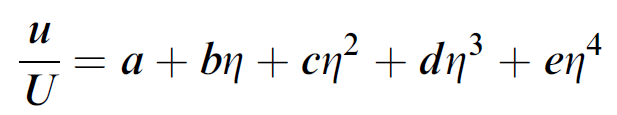 u/U = a + bη + cη² + dη³ + eη⁴